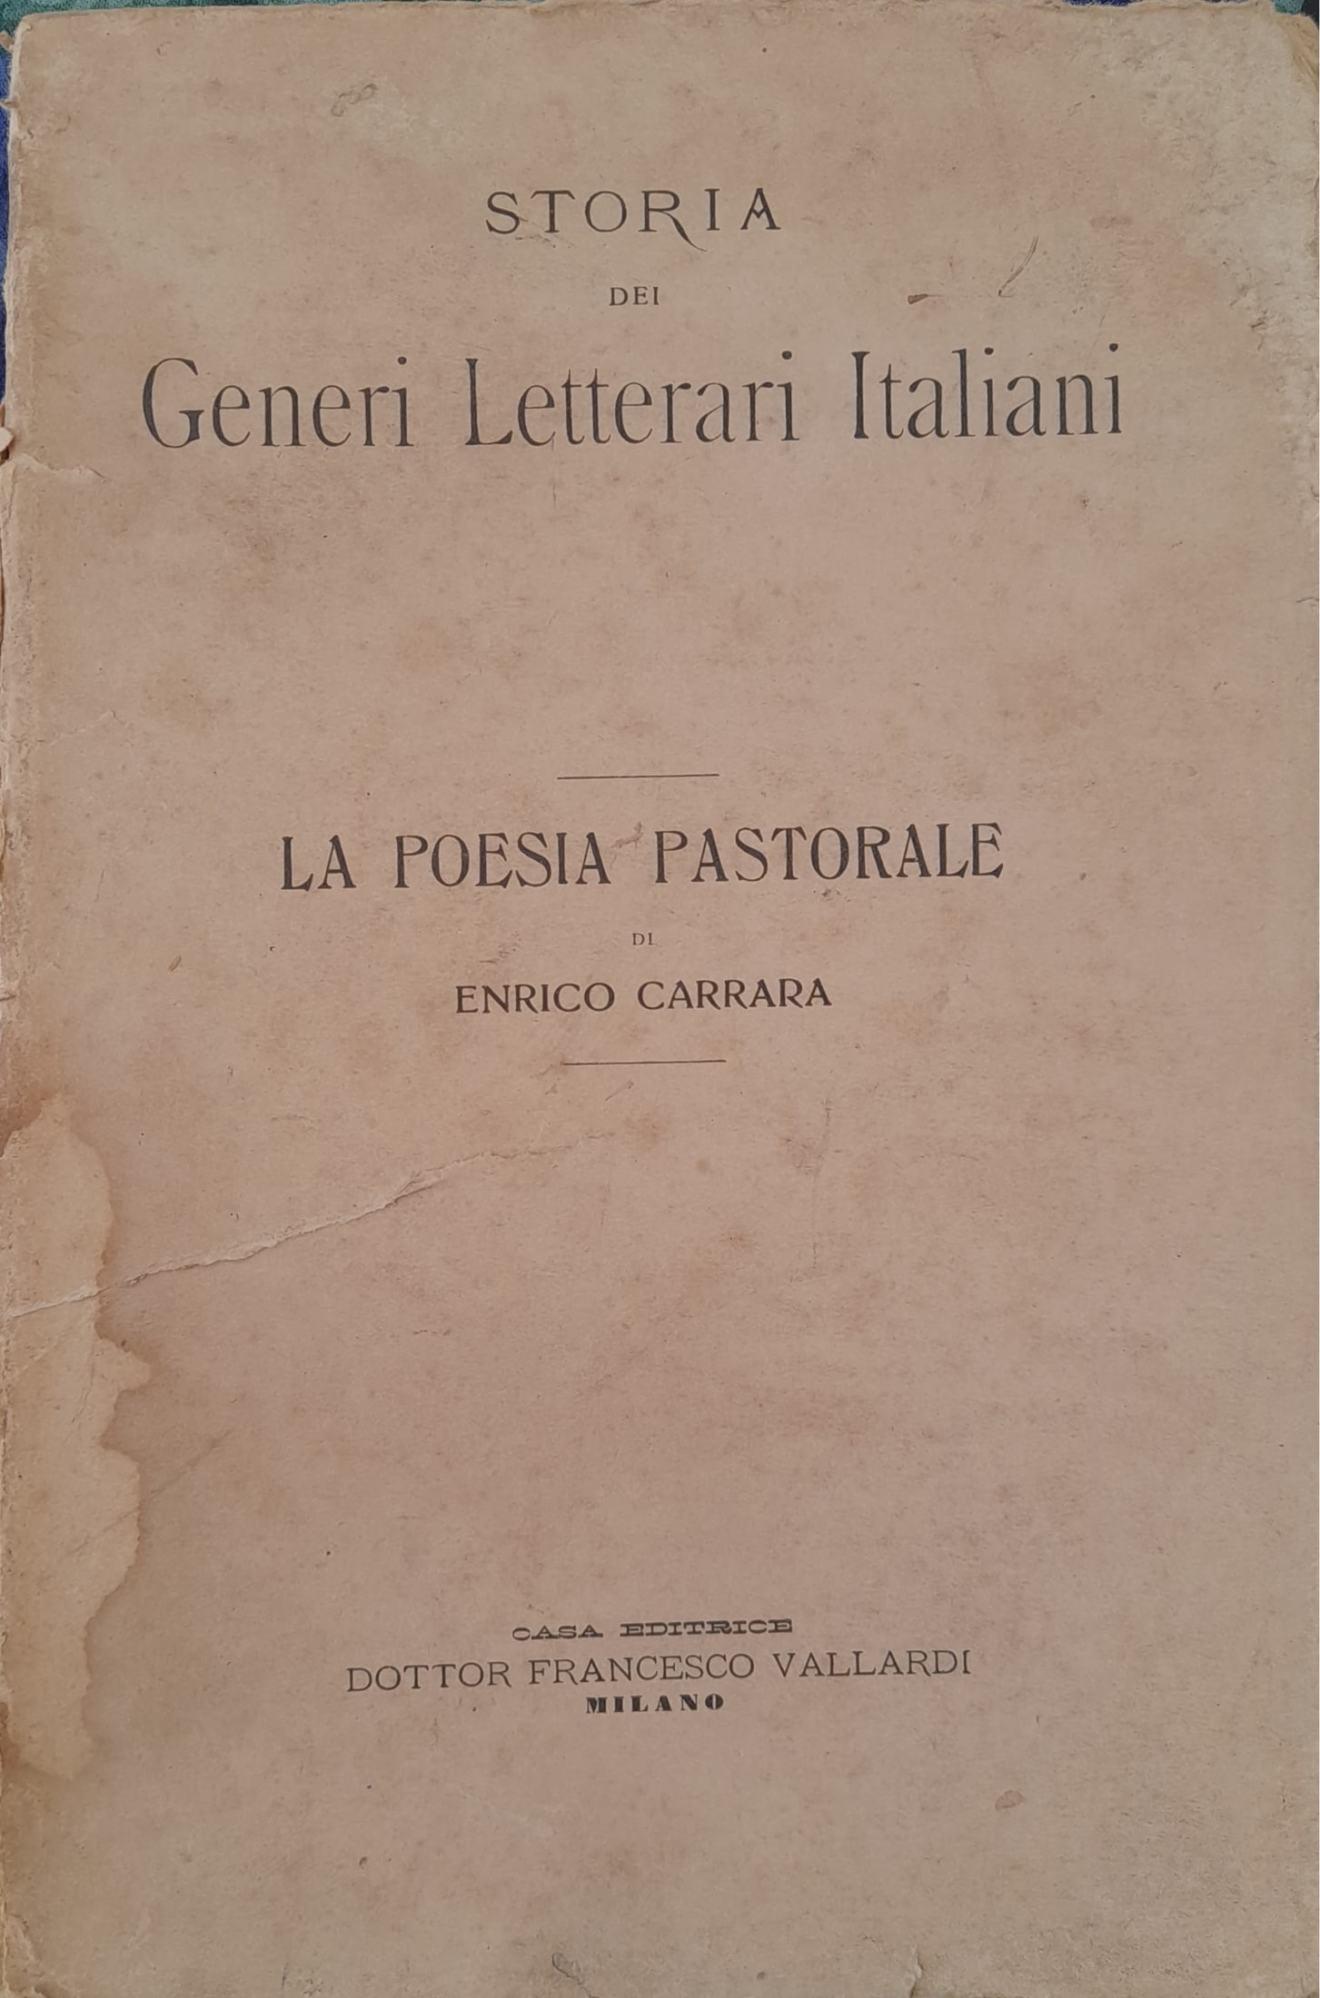 STORIA
DEI
Generi Letterari Italiani
LA POESIA PASTORALE
DI
ENRICO CARRARA
CASA EDITRICE
DOTTOR FRANCESCO VALLARDI
MILANO